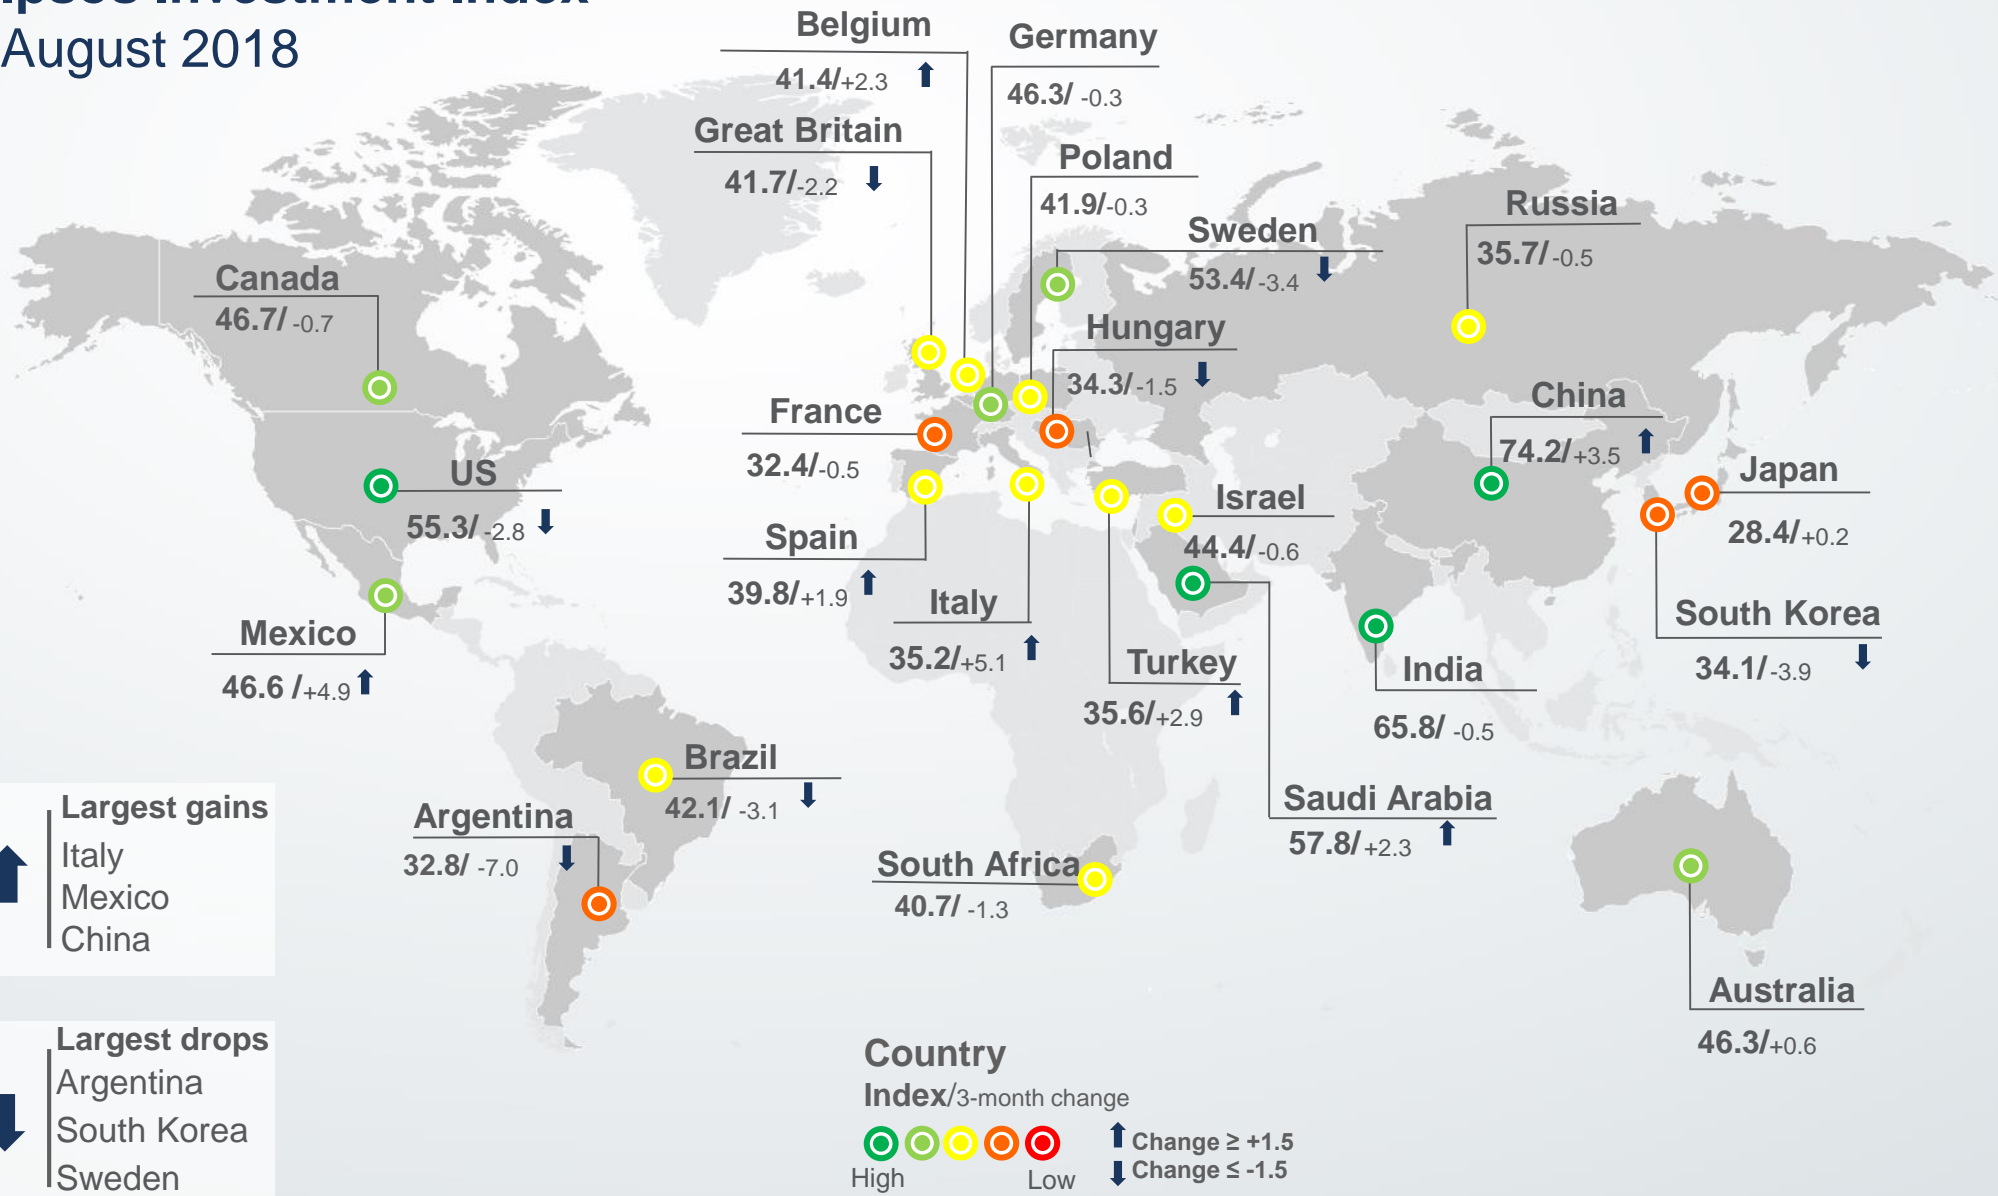 Ipsos Investment Index
August 2018
Belgium
41.4/+2.3
Germany
46.3/ -0.3
Great Britain
41.7/-2.2
Poland
41.9/-0.3
Sweden
53.4/-3.4
Russia
35.7/-0.5
Canada
46.7/ -0.7
Hungary
34.3/-1.5
China
74.2/+3.5
France
32.4/-0.5
US
55.3/ -2.8
Japan
28.4/+0.2
Israel
44.4/-0.6
Spain
39.8/+1.9
Italy
35.2/+5.1
South Korea
34.1/-3.9
Mexico
46.6 /+4.9
Turkey
35.6/+2.9
India
65.8/ -0.5
Brazil
42.1/ -3.1
Saudi Arabia
57.8/+2.3
Argentina
32.8/ -7.0
South Africa
40.7/ -1.3
Australia
46.3/+0.6
Largest gains
Italy
Mexico
China
Largest drops
Argentina
South Korea
Sweden
Country
Index/3-month change
High
Low
Change ≥ +1.5
Change ≤ -1.5